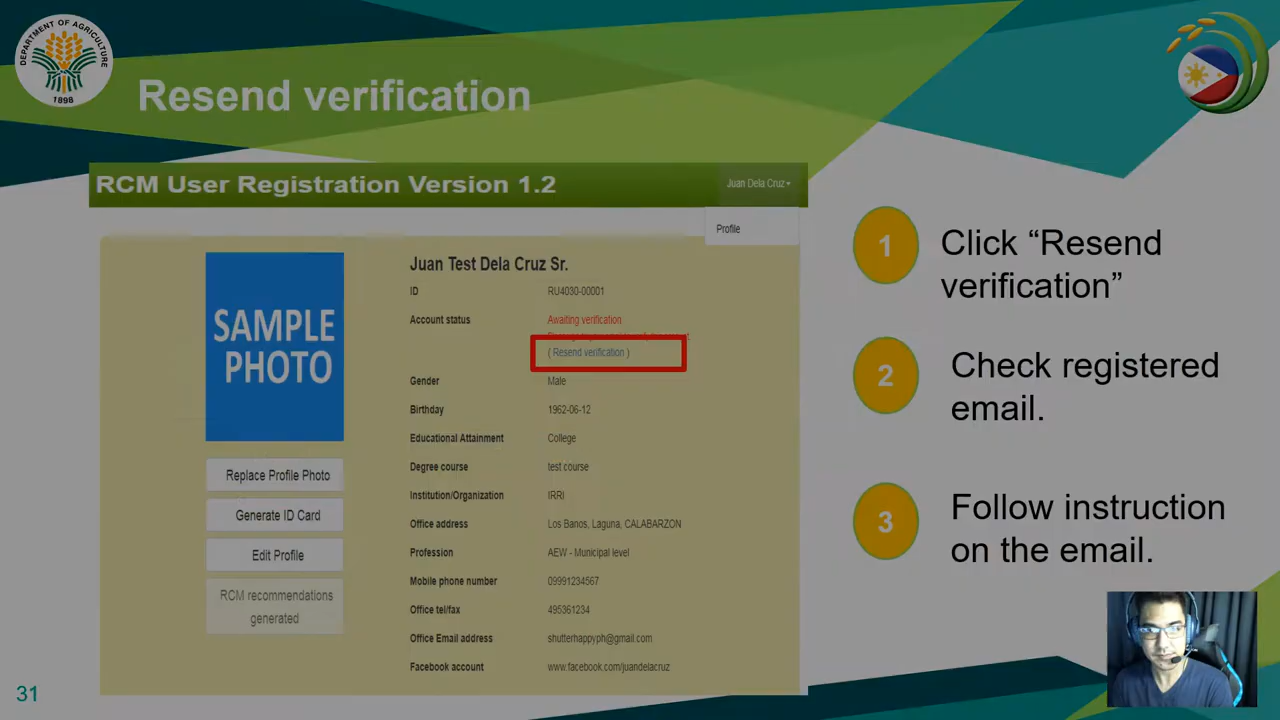 DEPARTMENT OF AGRICULTURE
1898
Resend verification
RCM User Registration Version 1.2
Juan Dela Cruz
Profile
SAMPLE
PHOTO
Replace Profile Photo
Generate ID Card
Edit Profile
RCM recommendations
generated
Juan Test Dela Cruz Sr.
ID RU4030-00001
Account status Awaiting verification
( Resend verification )
Gender Male
Birthday 1962-06-12
Educational Attainment College
Degree course test course
Institution/Organization IRRI
Office address Los Banos, Laguna, CALABARZON
Profession AEW - Municipal level
Mobile phone number 09991234567
Office tel/fax 495361234
Office Email address shutterhappyph@gmail.com
Facebook account www.facebook.com/juandelacruz
1 Click “Resend
verification”
2 Check registered
email.
3 Follow instruction
on the email.
31